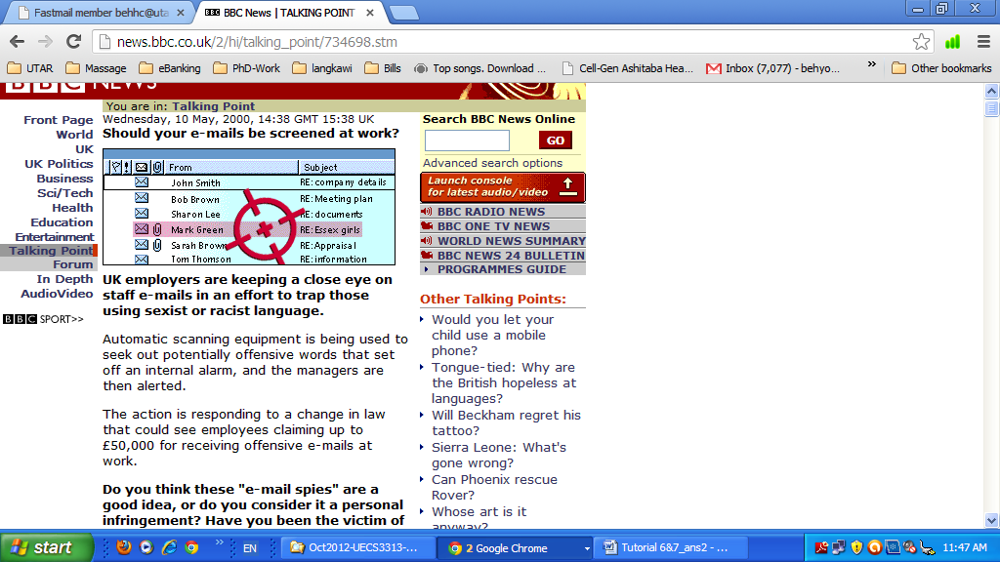 Fastmail member behhc@uta
BBC News | TALKING POINT
news.bbc.co.uk/2/hi/talking_point/734698.stm
UTAR Massage eBanking PhD-Work langkawi Bills Top songs. Download ... Cell-Gen Ashitaba Hea... Inbox (7,077) - behyo... » Other bookmarks
BBC NEWS
You are in: Talking Point
Front Page
World
UK
UK Politics
Business
Sci/Tech
Health
Education
Entertainment
Talking Point
Forum
In Depth
AudioVideo
BBC SPORT>>
Wednesday, 10 May, 2000, 14:38 GMT 15:38 UK
Should your e-mails be screened at work?
! From Subject
John Smith RE: company details
Bob Brown RE: Meeting plan
Sharon Lee RE: documents
Mark Green RE: Essex girls
Sarah Brown RE: Appraisal
Tom Thomson RE: information
UK employers are keeping a close eye on
staff e-mails in an effort to trap those
using sexist or racist language.
Automatic scanning equipment is being used to
seek out potentially offensive words that set
off an internal alarm, and the managers are
then alerted.
The action is responding to a change in law
that could see employees claiming up to
£50,000 for receiving offensive e-mails at
work.
Do you think these "e-mail spies" are a
good idea, or do you consider it a personal
infringement? Have you been the victim of
Search BBC News Online
GO
Advanced search options
Launch console
for latest audio/video
BBC RADIO NEWS
BBC ONE TV NEWS
WORLD NEWS SUMMARY
BBC NEWS 24 BULLETIN
PROGRAMMES GUIDE
Other Talking Points:
Would you let your
child use a mobile
phone?
Tongue-tied: Why are
the British hopeless at
languages?
Will Beckham regret his
tattoo?
Sierra Leone: What's
gone wrong?
Can Phoenix rescue
Rover?
Whose art is it
anyway?
start » EN Oct2012-UECS3313-... 2 Google Chrome Tutorial 6&7_ans2 - ... 11:47 AM